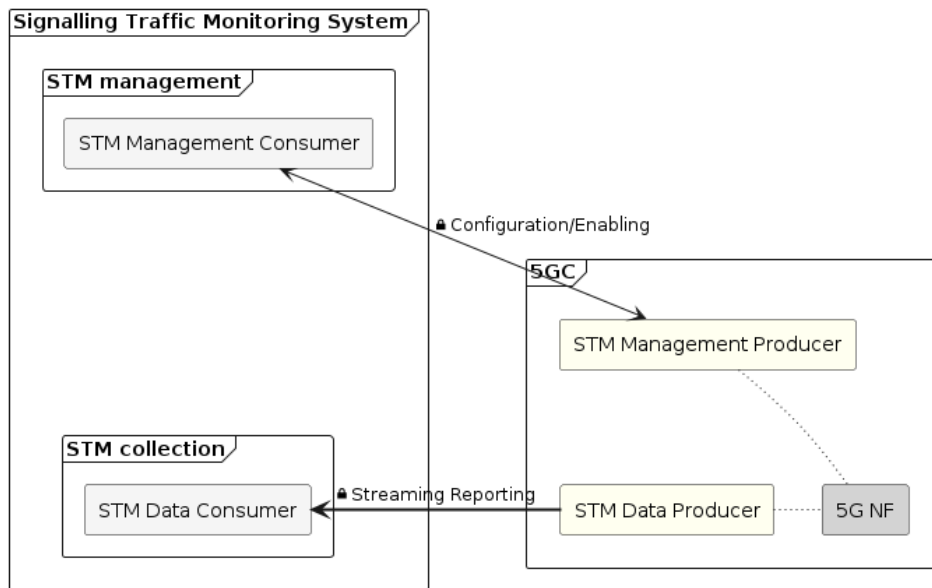 Signalling Traffic Monitoring System
STM management
STM Management Consumer
Configuration/Enabling
5GC
STM Management Producer
STM collection
Streaming Reporting
STM Data Consumer
STM Data Producer
5G NF